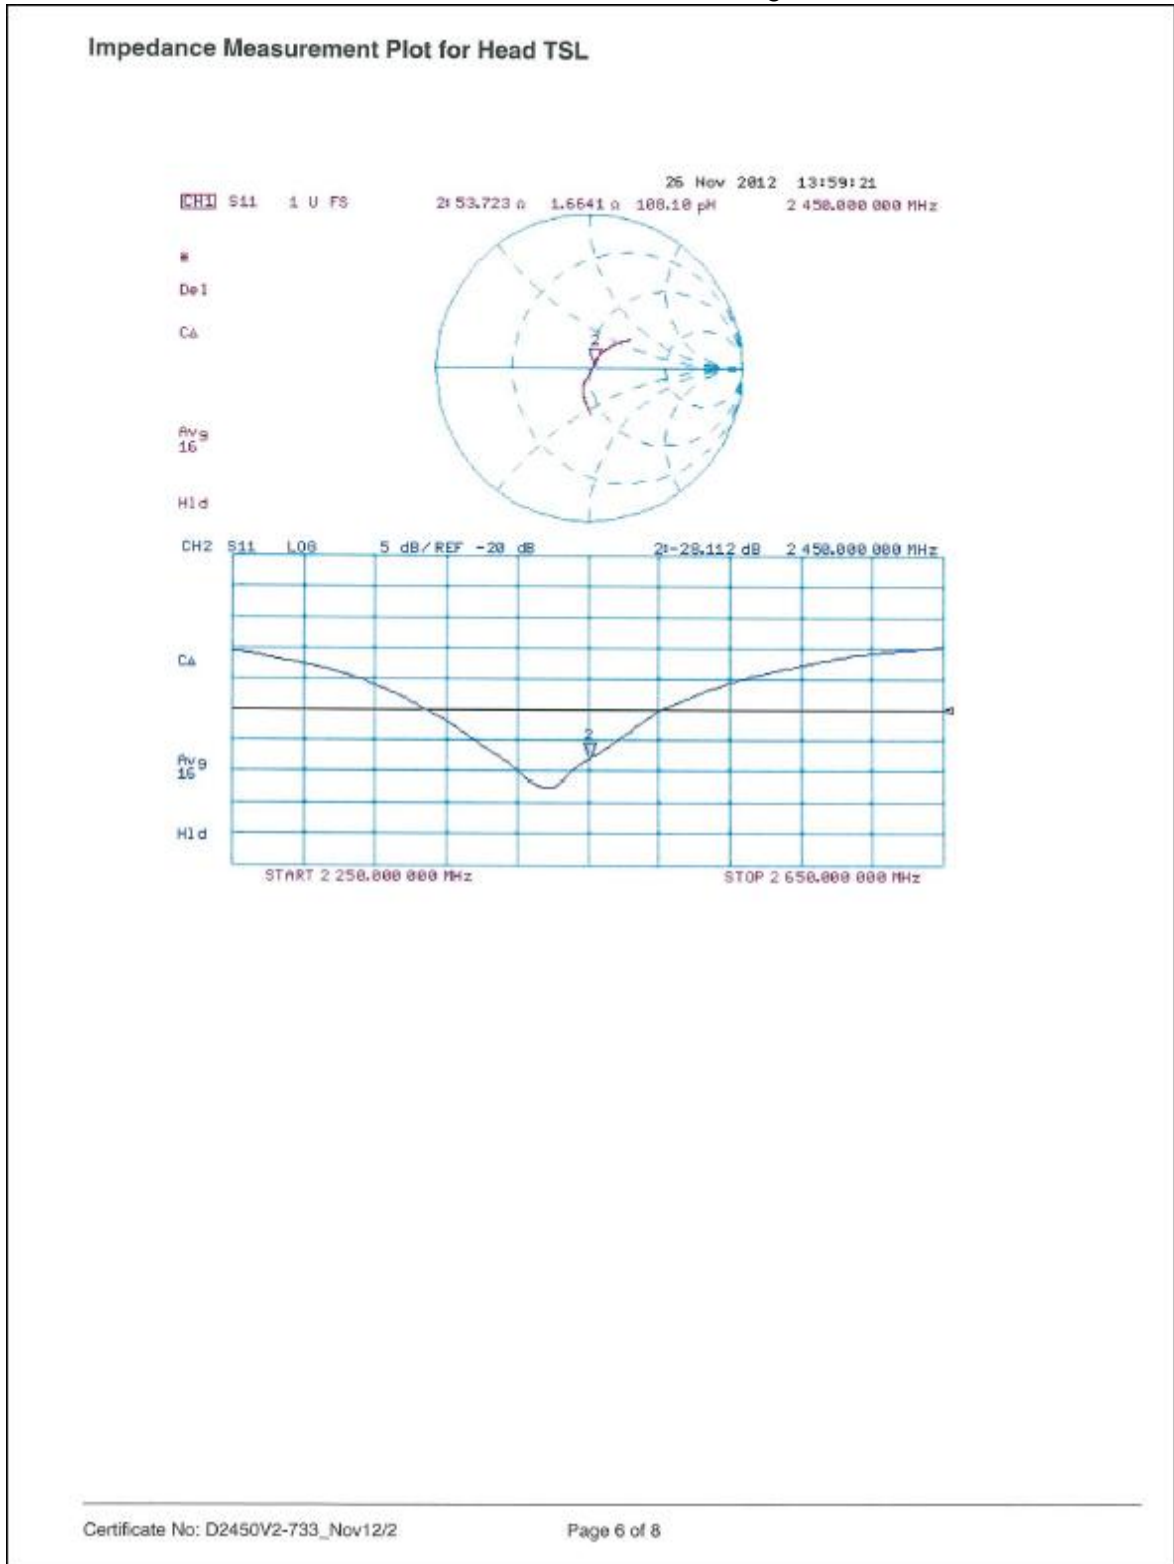 Impedance Measurement Plot for Head TSL
26 Nov 2012 13:59:21
CH1 S11 1 U FS 2: 53.723 Ω 1.6641 Ω 108.10 pH 2 450.000 000 MHz
*
Del
CΔ
2
Avg
16
Hld
CH2 S11 LOG 5 dB/REF -20 dB 2:-28.112 dB 2 450.000 000 MHz
CΔ
2
Avg
16
Hld
START 2 250.000 000 MHz STOP 2 650.000 000 MHz
Certificate No: D2450V2-733_Nov12/2 Page 6 of 8